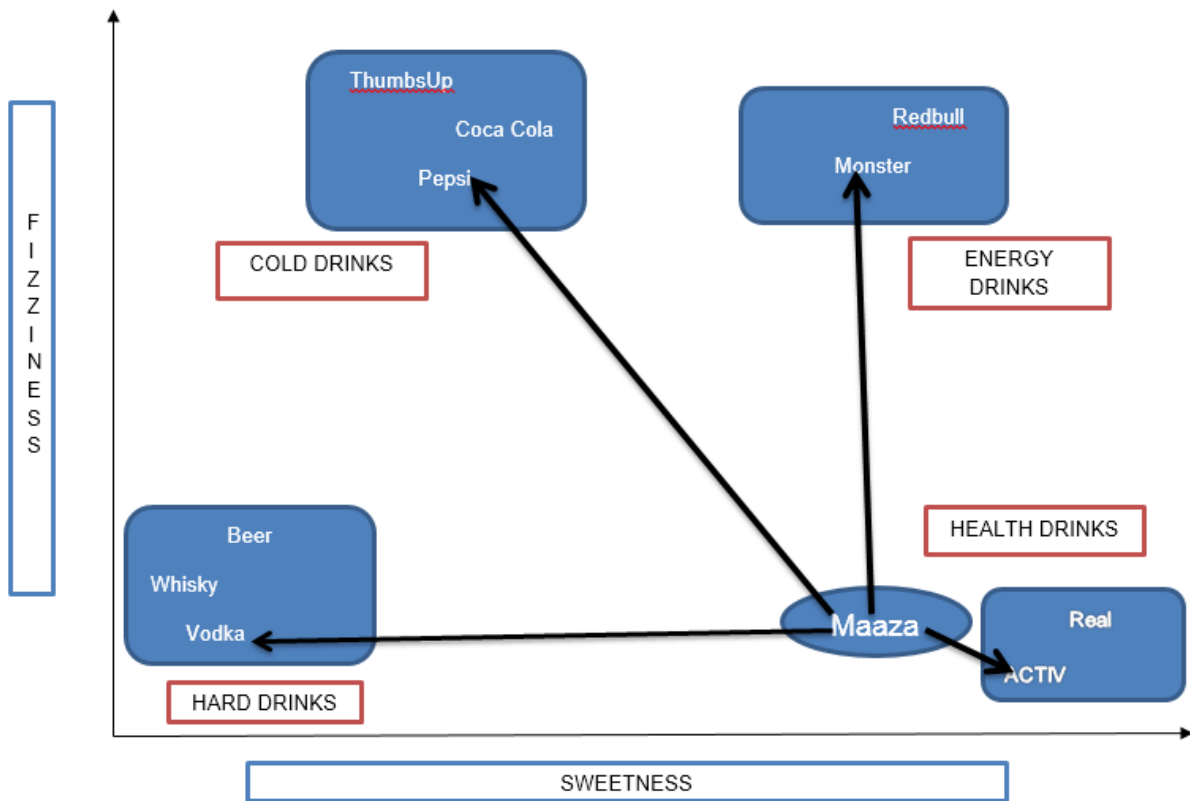 ThumbsUp
Coca Cola
Pepsi
Redbull
Monster
COLD DRINKS
ENERGY
DRINKS
F
I
Z
Z
I
N
E
S
S
Beer
Whisky
Vodka
HARD DRINKS
HEALTH DRINKS
Maaza
Real
ACTIV
SWEETNESS